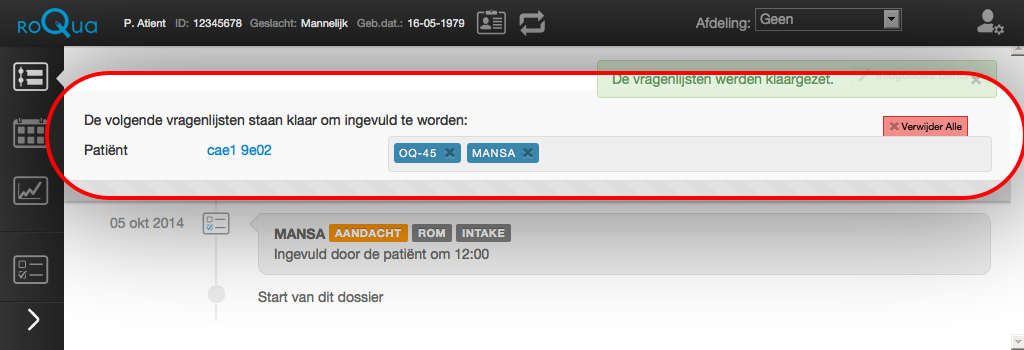 roQua
P. Atient ID: 12345678 Geslacht: Mannelijk Geb.dat.: 16-05-1979 Afdeling: Geen
De vragenlijsten werden klaargezet.
De volgende vragenlijsten staan klaar om ingevuld te worden:
Verwijder Alle
Patiënt cae1 9e02 OQ-45 MANSA
05 okt 2014 MANSA AANDACHT ROM INTAKE
Ingevuld door de patiënt om 12:00
Start van dit dossier